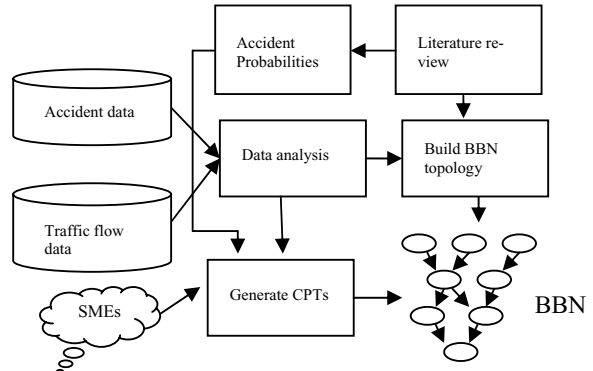 Accident
Probabilities
Literature re-
view
Accident data
Data analysis
Build BBN
topology
Traffic flow
data
Generate CPTs
SMEs
BBN